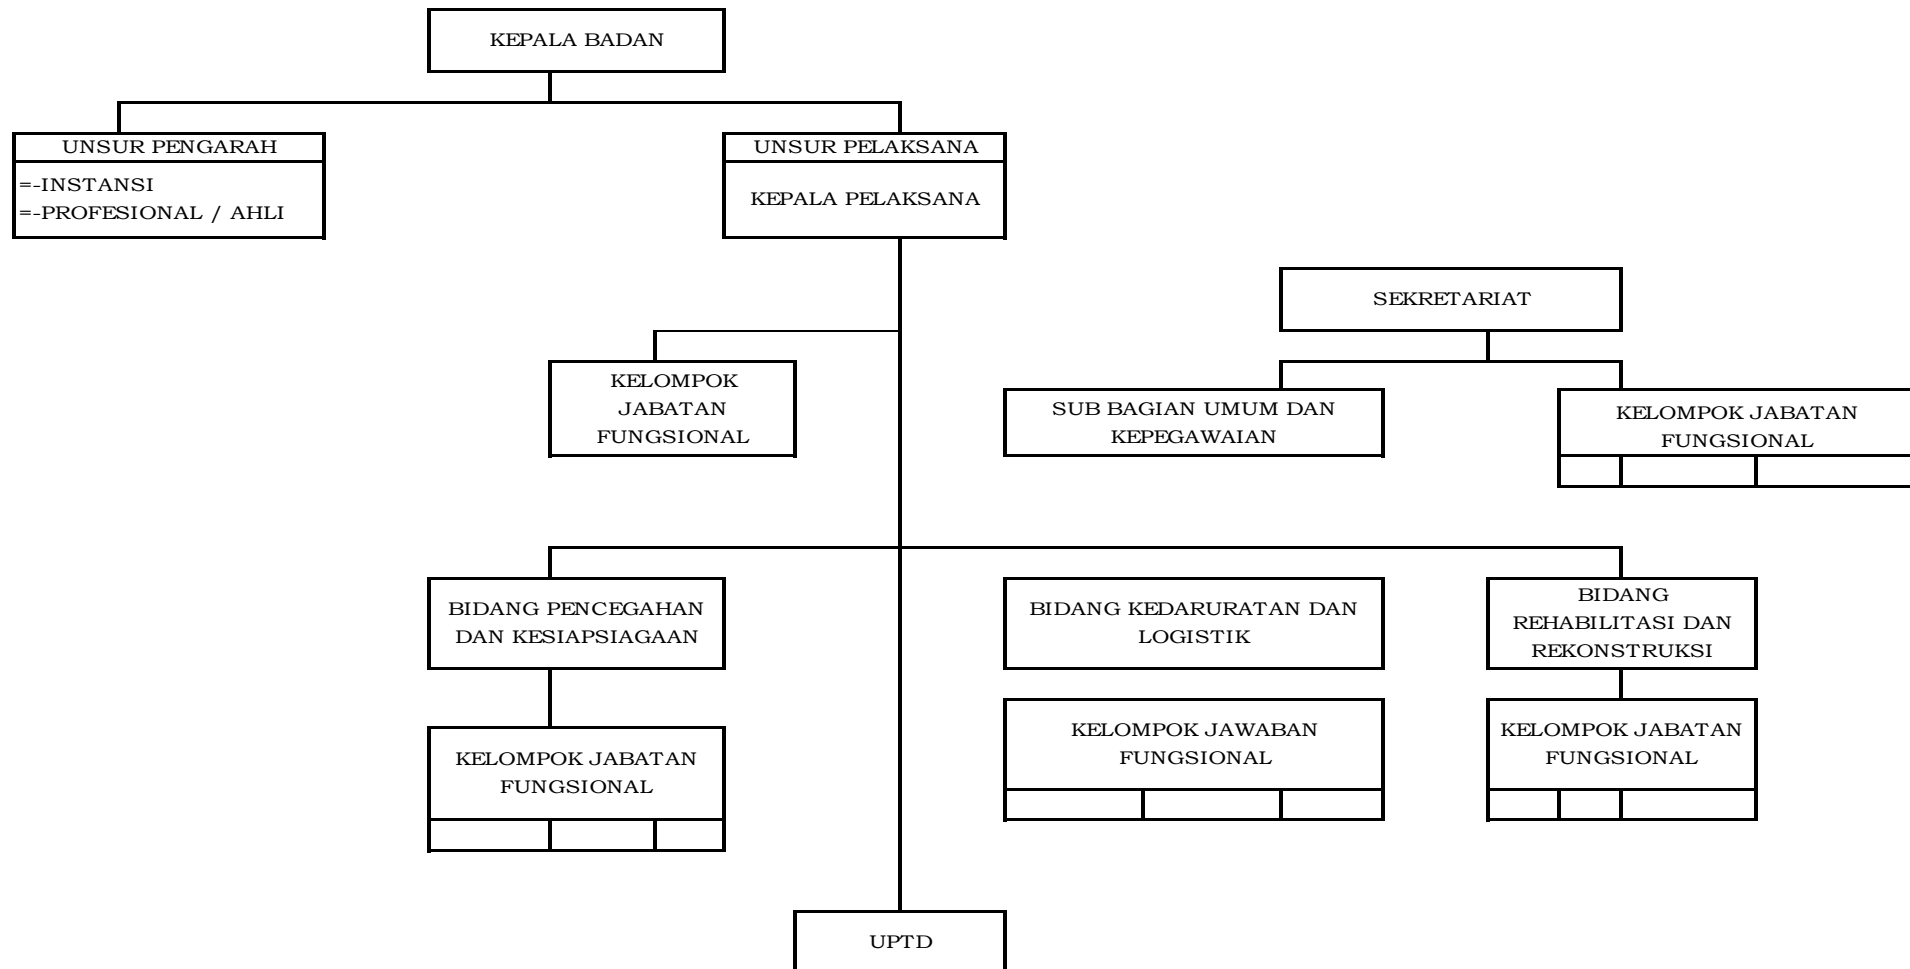 KEPALA BADAN
UNSUR PENGARAH
=-INSTANSI
=-PROFESIONAL / AHLI
UNSUR PELAKSANA
KEPALA PELAKSANA
SEKRETARIAT
KELOMPOK
JABATAN
FUNGSIONAL
SUB BAGIAN UMUM DAN
KEPEGAWAIAN
KELOMPOK JABATAN
FUNGSIONAL
BIDANG PENCEGAHAN
DAN KESIAPSIAGAAN
BIDANG KEDARURATAN DAN
LOGISTIK
BIDANG
REHABILITASI DAN
REKONSTRUKSI
KELOMPOK JABATAN
FUNGSIONAL
KELOMPOK JAWABAN
FUNGSIONAL
KELOMPOK JABATAN
FUNGSIONAL
UPTD